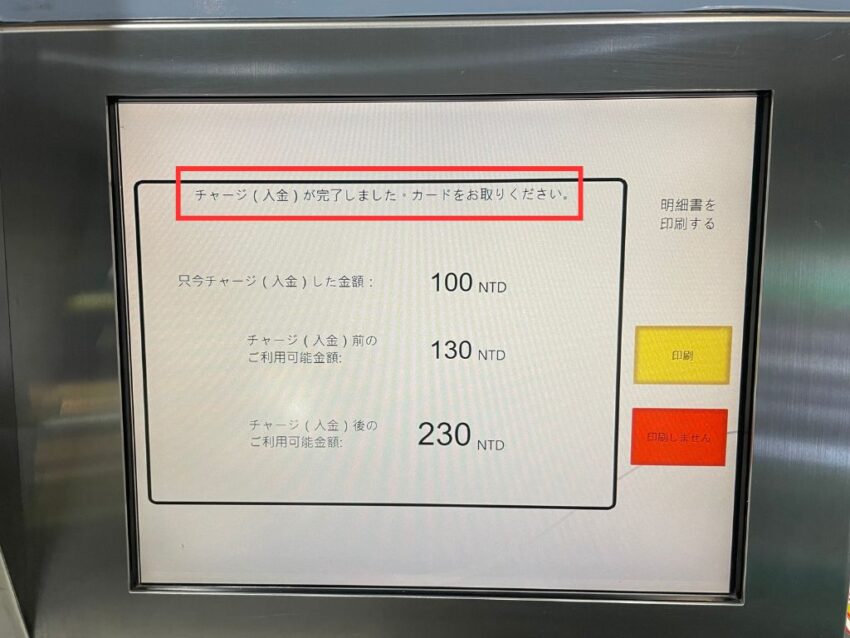 チャージ(入金)が完了しました・カードをお取りください。
明細書を
印刷する
只今チャージ(入金)した金額:
100 NTD
チャージ(入金)前の
ご利用可能金額:
130 NTD
印刷
チャージ(入金)後の
ご利用可能金額:
230 NTD
印刷しません